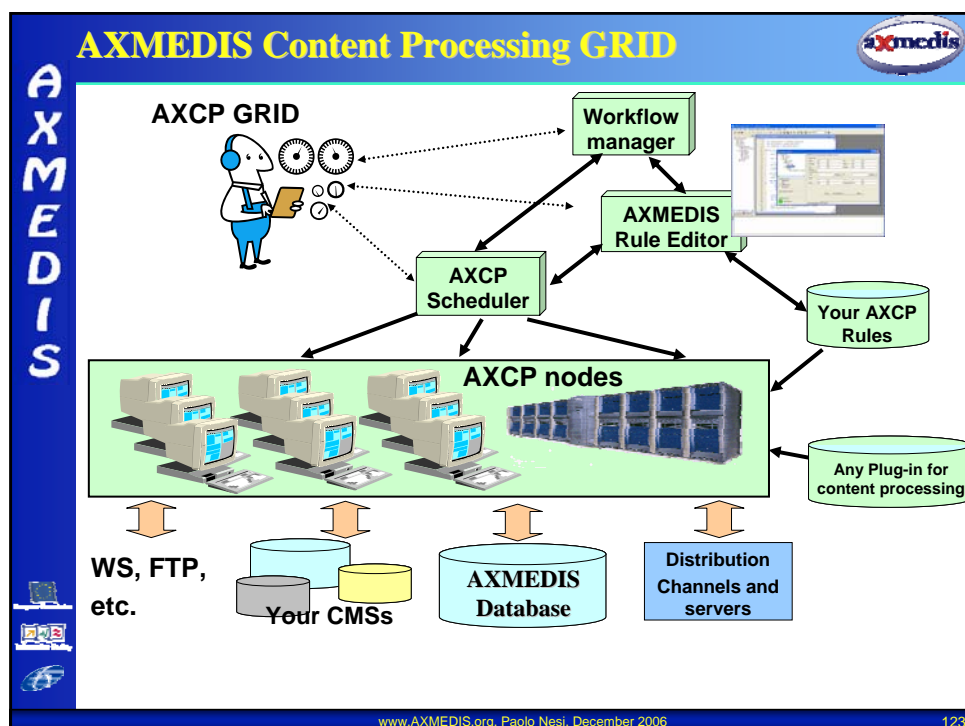 AXMEDIS Content Processing GRID
axmedis
AXMEDIS
AXCP GRID
Workflow
manager
AXMEDIS
Rule Editor
AXCP
Scheduler
Your AXCP
Rules
AXCP nodes
Any Plug-in for
content processing
WS, FTP,
etc.
Your CMSs
AXMEDIS
Database
Distribution
Channels and
servers
www.AXMEDIS.org, Paolo Nesi, December 2006
123